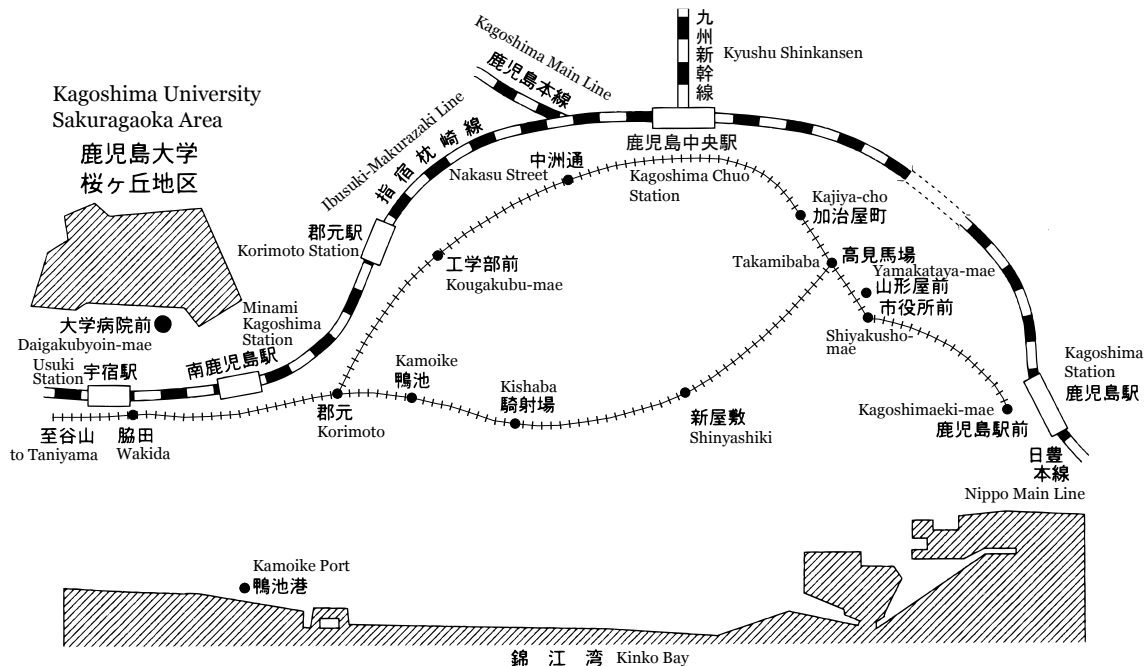 Kagoshima University
Sakuragaoka Area
鹿児島大学
桜ヶ丘地区
Kagoshima Main Line
鹿児島本線
九州新幹線
Kyushu Shinkansen
Ibusuki-Makurazaki Line
指宿枕崎線
中洲通
Nakasu Street
鹿児島中央駅
Kagoshima Chuo
Station
Kajiya-cho
加治屋町
郡元駅
Korimoto Station
工学部前
Kougakubu-mae
Takamibaba
高見馬場
Yamakataya-mae
山形屋前
市役所前
Shiyakusho-
mae
大学病院前
Daigakubyoin-mae
Minami
Kagoshima
Station
南鹿児島駅
Usuki
Station
宇宿駅
Kamoike
鴨池
Kishaba
騎射場
新屋敷
Shinyashiki
Kagoshima
Station
鹿児島駅
Kagoshimaeki-mae
鹿児島駅前
至谷山
to Taniyama
脇田
Wakida
郡元
Korimoto
日豊
本線
Nippo Main Line
Kamoike Port
鴨池港
錦江湾 Kinko Bay